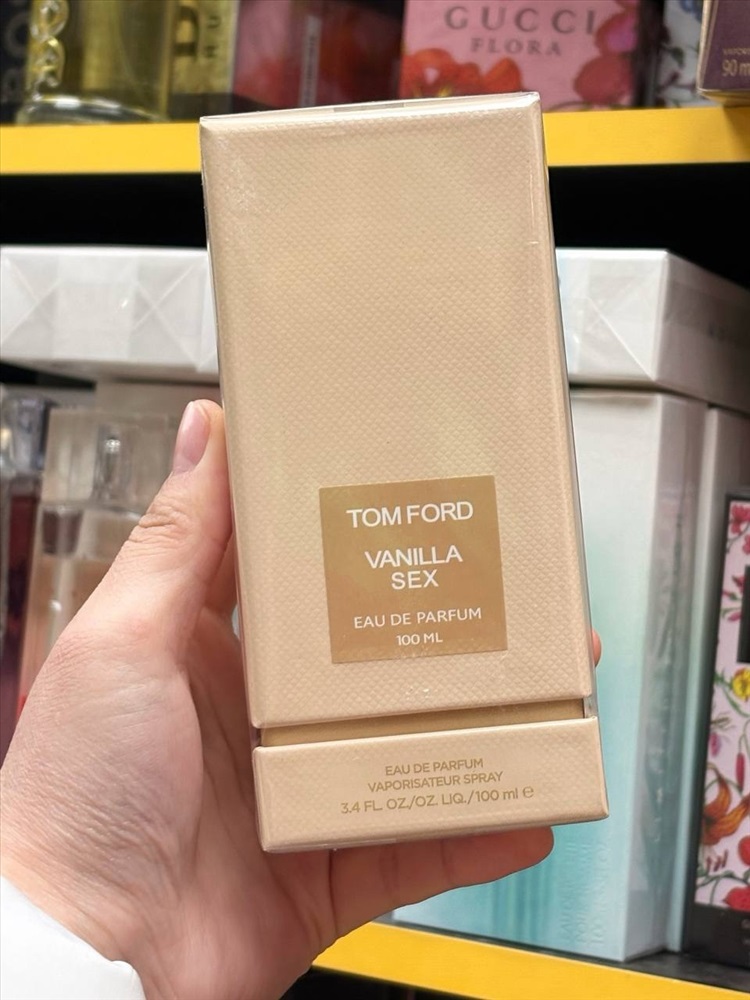 GUCCI
FLORA
90 m
TOM FORD
VANILLA
SEX
EAU DE PARFUM
100 ML
EAU DE PARFUM
VAPORISATEUR SPRAY
3.4 FL. OZ./OZ. LIQ./100 ml ℮